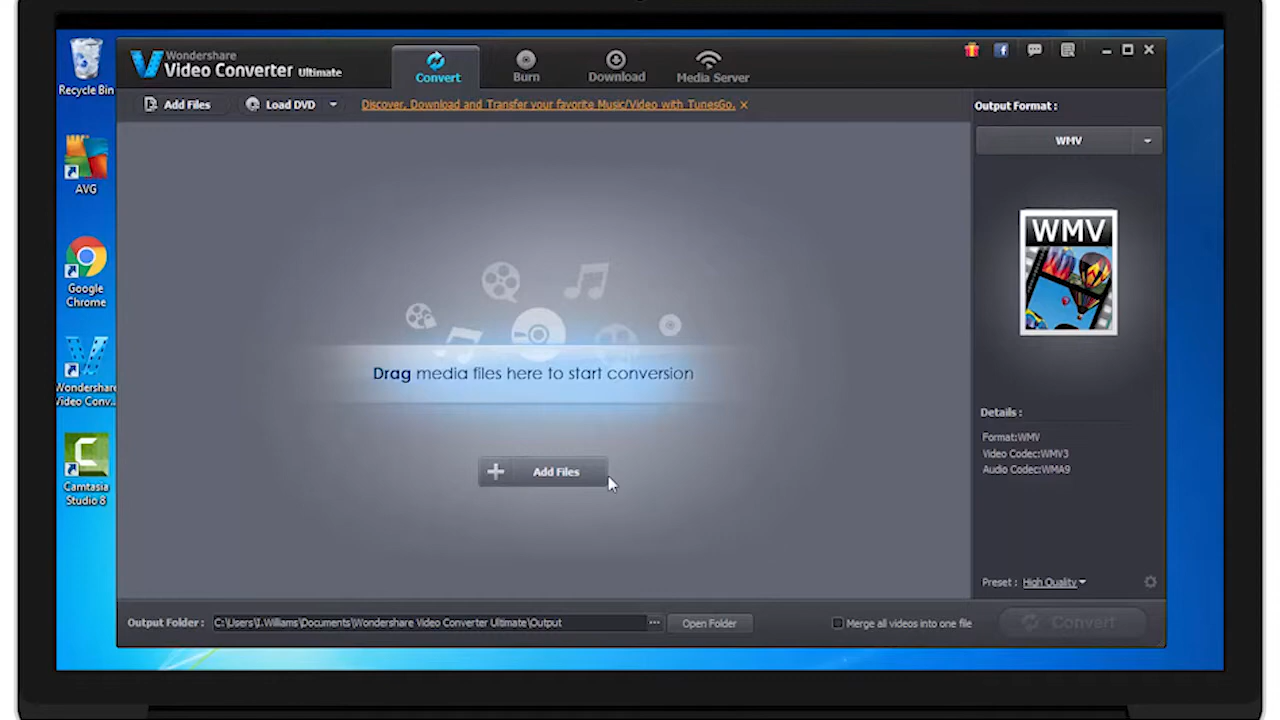 Recycle Bin
AVG
Google
Chrome
Wondershare
Video Conv...
Camtasia
Studio 8
Wondershare
Video Converter Ultimate
Convert
Burn
Download
Media Server
Add Files
Load DVD
Discover, Download and Transfer your favorite Music/Video with TunesGo.
Output Format :
WMV
WMV
Drag media files here to start conversion
Add Files
Details :
Format:WMV
Video Codec:WMV3
Audio Codec:WMA9
Preset : High Quality
Output Folder : C:\Users\I.Williams\Documents\Wondershare Video Converter Ultimate\Output
Open Folder
Merge all videos into one file
Convert